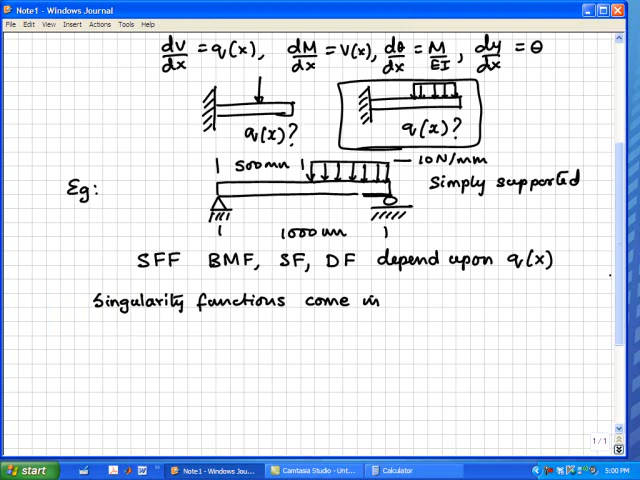 Note1 - Windows Journal
File Edit View Insert Actions Tools Help
dV/dx = q(x), dM/dx = V(x), dθ/dx = M/EI, dy/dx = θ
q(x)? q(x)?
500mm 10N/mm
Eg: Simply supported
1000mm
SFF BMF, SF, DF depend upon q(x)
Singularity functions come in
1 / 1
start Note1 - Windows Jou... Camtasia Studio - Unt... Calculator 5:00 PM